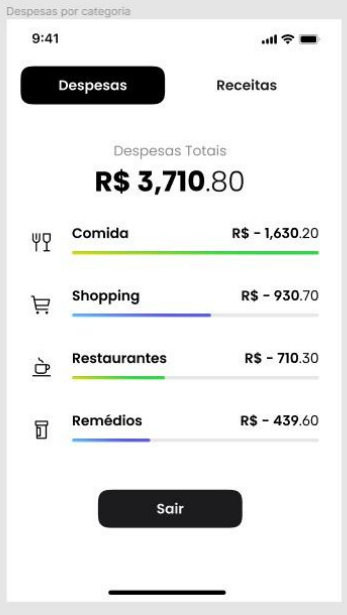 Despesas por categoria
9:41
Despesas Receitas
Despesas Totais
R$ 3,710.80
Comida R$ - 1,630.20
Shopping R$ - 930.70
Restaurantes R$ - 710.30
Remédios R$ - 439.60
Sair